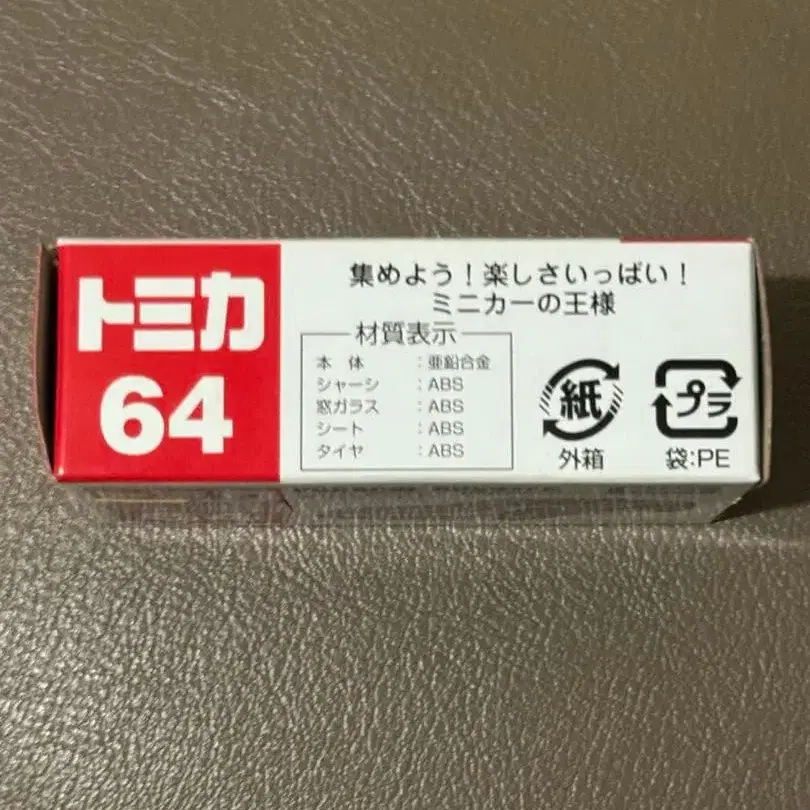 トミカ
64
集めよう！楽しさいっぱい！
ミニカーの王様
材質表示
本 体 ：亜鉛合金
シャーシ ：ABS
窓ガラス ：ABS
シート ：ABS
タイヤ ：ABS
紙
外箱
プラ
袋:PE